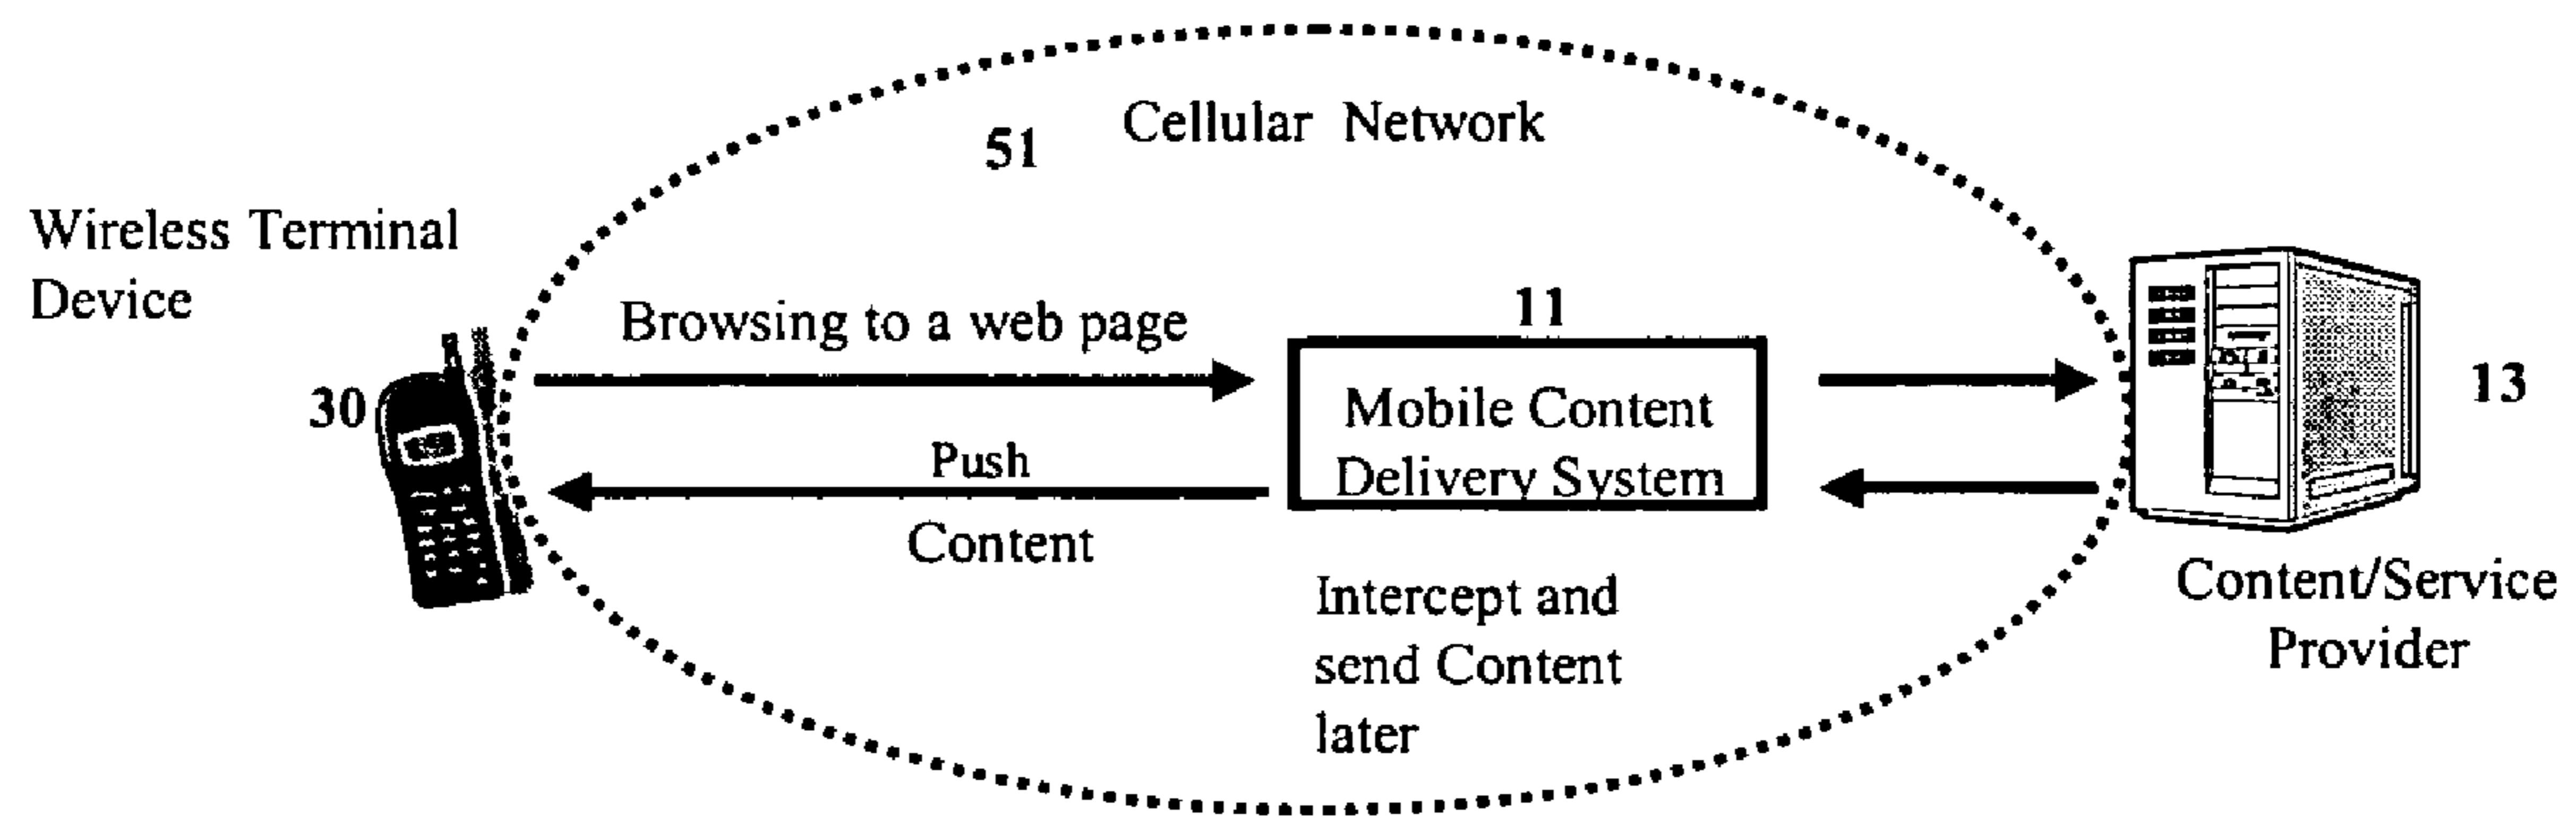 Cellular Network
51
Wireless Terminal
Device
Browsing to a web page
11
30
Mobile Content
Delivery System
13
Push
Content
Intercept and
send Content
later
Content/Service
Provider